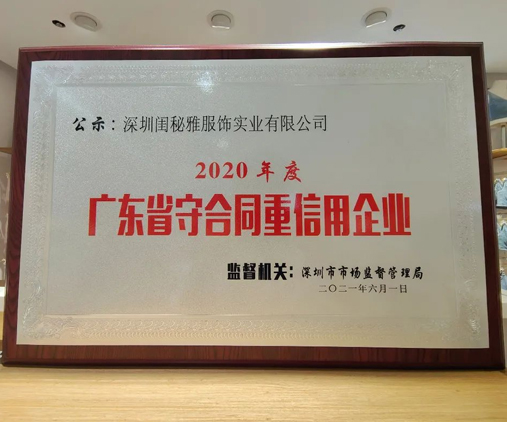 公示：深圳闺秘雅服饰实业有限公司
2020年度
广东省守合同重信用企业
监督机关：深圳市市场监督管理局
二〇二一年六月一日